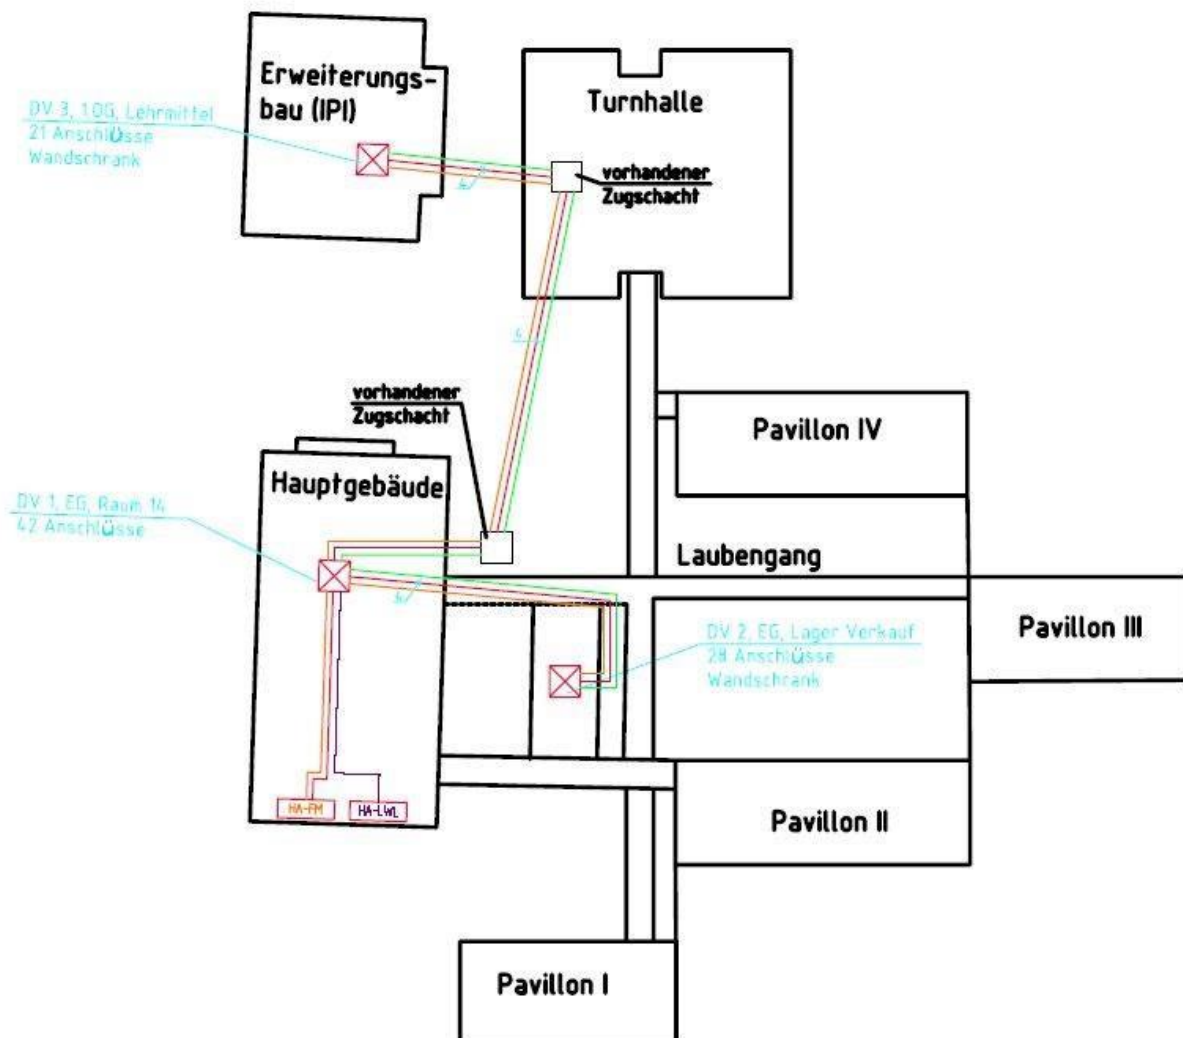 Erweiterungs-
bau (IPI)
DV 3, 1.OG, Lehrmittel
21 Anschlüsse
Wandschrank
Turnhalle
vorhandener
Zugschacht
vorhandener
Zugschacht
Pavillon IV
Hauptgebäude
DV 1, EG, Raum 14
42 Anschlüsse
Laubengang
Pavillon III
DV 2, EG, Lager Verkauf
28 Anschlüsse
Wandschrank
HA-FM
HA-LWL
Pavillon II
Pavillon I